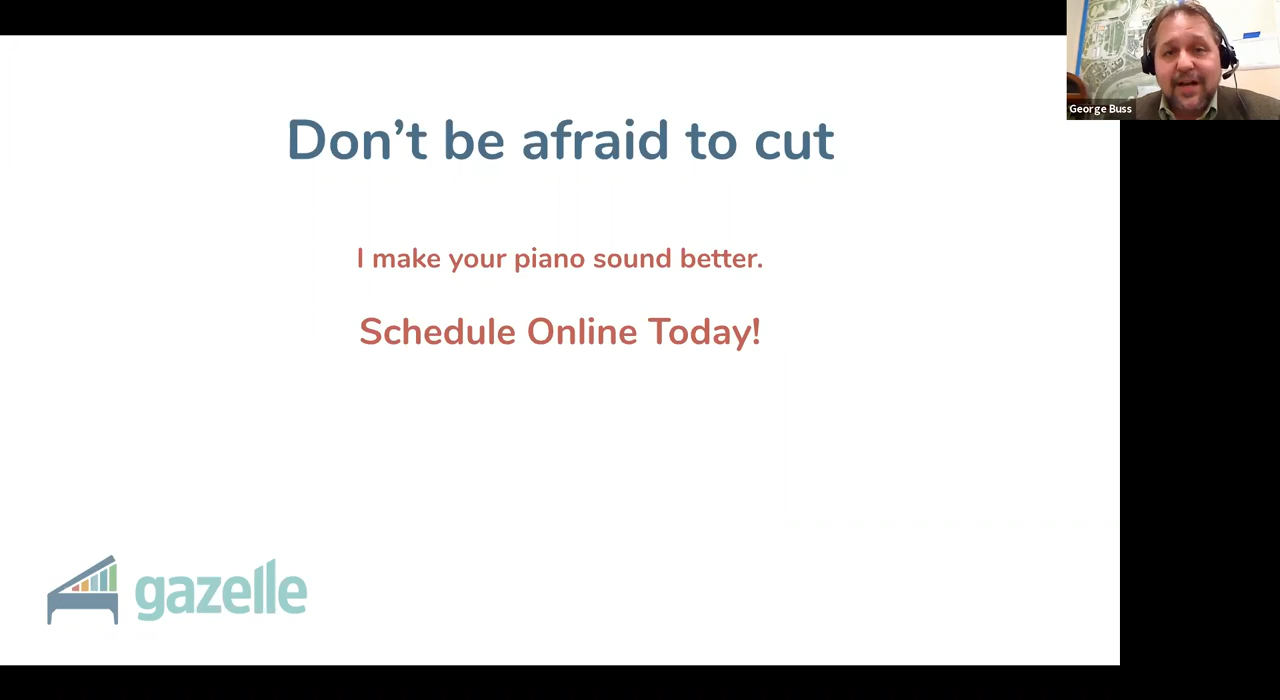 Don't be afraid to cut
I make your piano sound better.
Schedule Online Today!
gazelle
George Buss